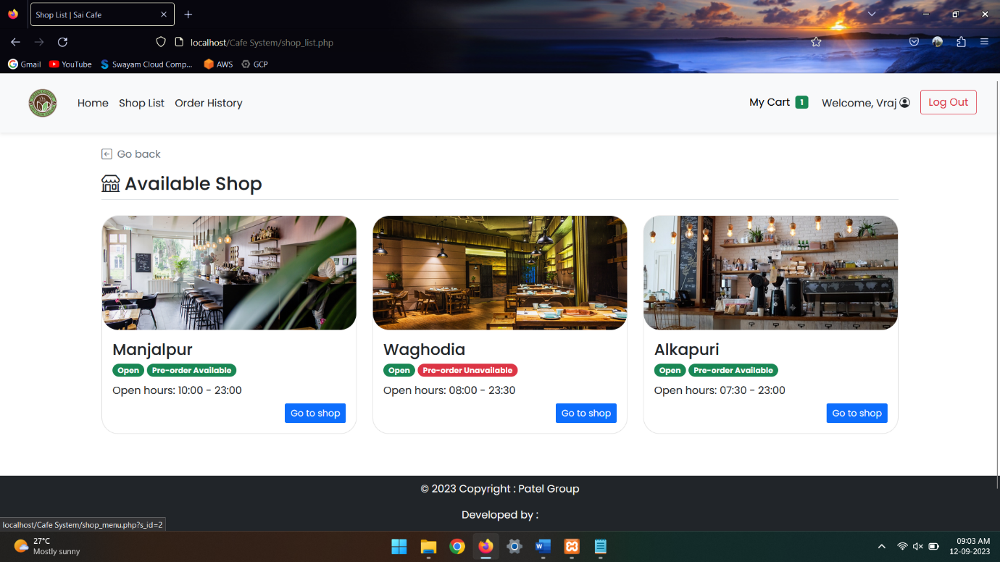 Shop List | Sai Cafe
localhost/Cafe System/shop_list.php
Gmail YouTube Swayam Cloud Comp... AWS GCP
Home Shop List Order History My Cart 1 Welcome, Vraj Log Out
Go back
Available Shop
Manjalpur
Open Pre-order Available
Open hours: 10:00 - 23:00
Go to shop
Waghodia
Open Pre-order Unavailable
Open hours: 08:00 - 23:30
Go to shop
Alkapuri
Open Pre-order Available
Open hours: 07:30 - 23:00
Go to shop
© 2023 Copyright : Patel Group
Developed by :
localhost/Cafe System/shop_menu.php?s_id=2
27°C
Mostly sunny
09:03 AM
12-09-2023